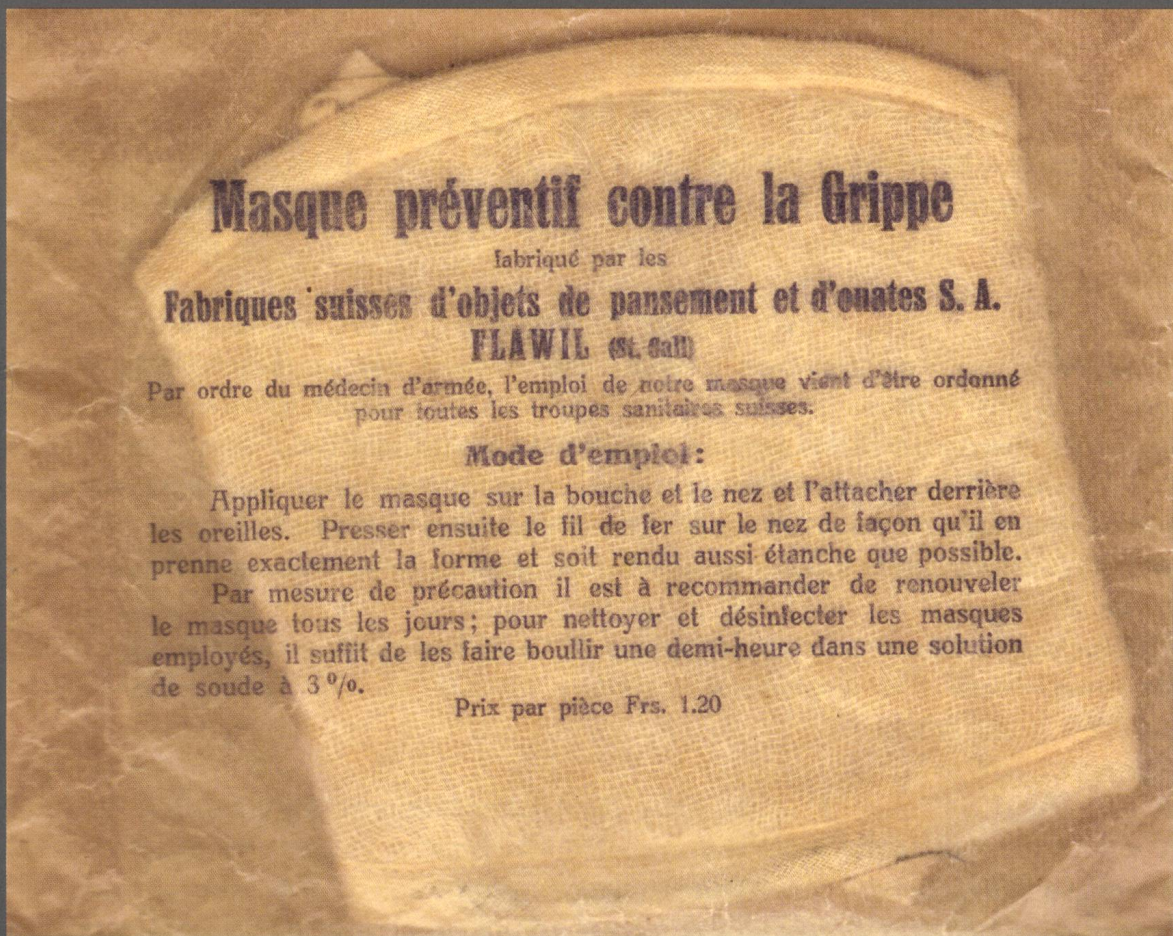 Masque préventif contre la Grippe
fabriqué par les
Fabriques suisses d'objets de pansement et d'ouates S. A.
FLAWIL (St. Gall)
Par ordre du médecin d'armée, l'emploi de notre masque vient d'être ordonné
pour toutes les troupes sanitaires suisses.
Mode d'emploi:
Appliquer le masque sur la bouche et le nez et l'attacher derrière
les oreilles. Presser ensuite le fil de fer sur le nez de façon qu'il en
prenne exactement la forme et soit rendu aussi étanche que possible.
Par mesure de précaution il est à recommander de renouveler
le masque tous les jours; pour nettoyer et désinfecter les masques
employés, il suffit de les faire boullir une demi-heure dans une solution
de soude à 3%.
Prix par pièce Frs. 1.20